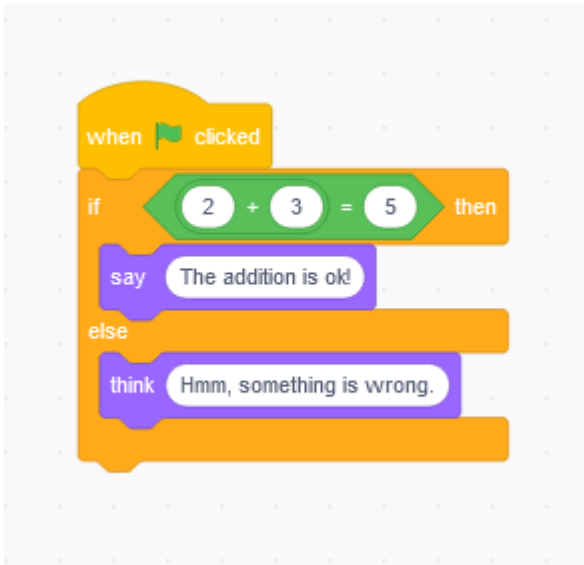 when clicked
if 2 + 3 = 5 then
say The addition is ok!
else
think Hmm, something is wrong.